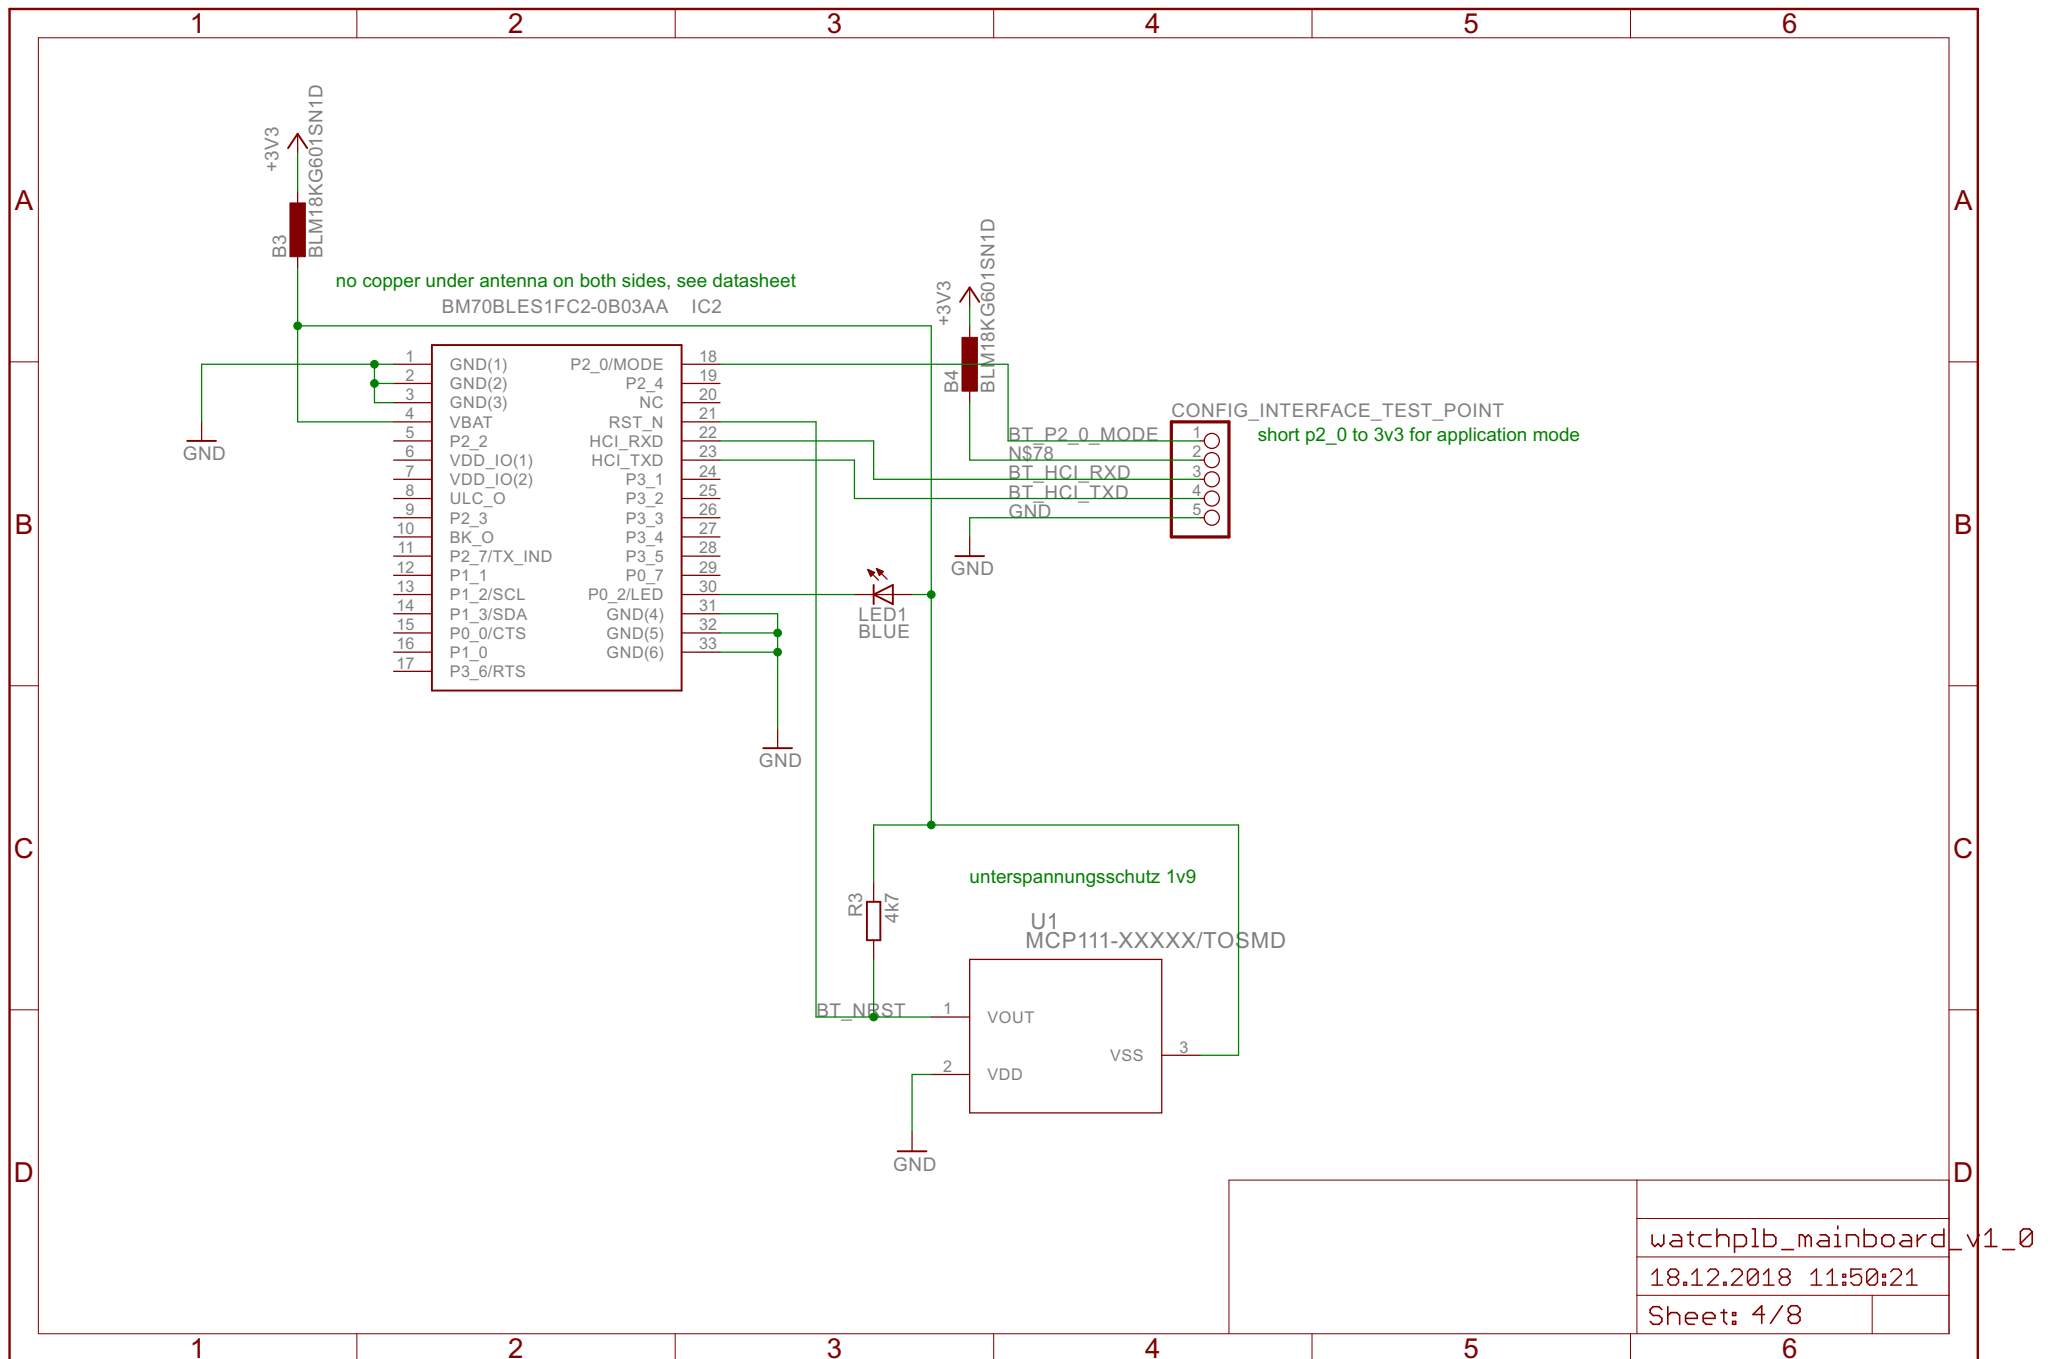 1 2 3 4 5 6
A A
B B
C C
D D
+3V3
B3
BLM18KG601SN1D
no copper under antenna on both sides, see datasheet
BM70BLES1FC2-0B03AA IC2
1 GND(1) P2_0/MODE 18
2 GND(2) P2_4 19
3 GND(3) NC 20
4 VBAT RST_N 21
5 P2_2 HCI_RXD 22
6 VDD_IO(1) HCI_TXD 23
7 VDD_IO(2) P3_1 24
8 ULC_O P3_2 25
9 P2_3 P3_3 26
10 BK_O P3_4 27
11 P2_7/TX_IND P3_5 28
12 P1_1 P0_7 29
13 P1_2/SCL P0_2/LED 30
14 P1_3/SDA GND(4) 31
15 P0_0/CTS GND(5) 32
16 P1_0 GND(6) 33
17 P3_6/RTS
GND
GND
+3V3
B4
BLM18KG601SN1D
CONFIG_INTERFACE_TEST_POINT
short p2_0 to 3v3 for application mode
BT_P2_0_MODE 1
N$78 2
BT_HCI_RXD 3
BT_HCI_TXD 4
GND 5
GND
LED1
BLUE
R3
4k7
unterspannungsschutz 1v9
U1
MCP111-XXXXX/TOSMD
BT_NRST 1 VOUT
VSS 3
2 VDD
GND
watchplb_mainboard_v1_0
18.12.2018 11:50:21
Sheet: 4/8
1 2 3 4 5 6